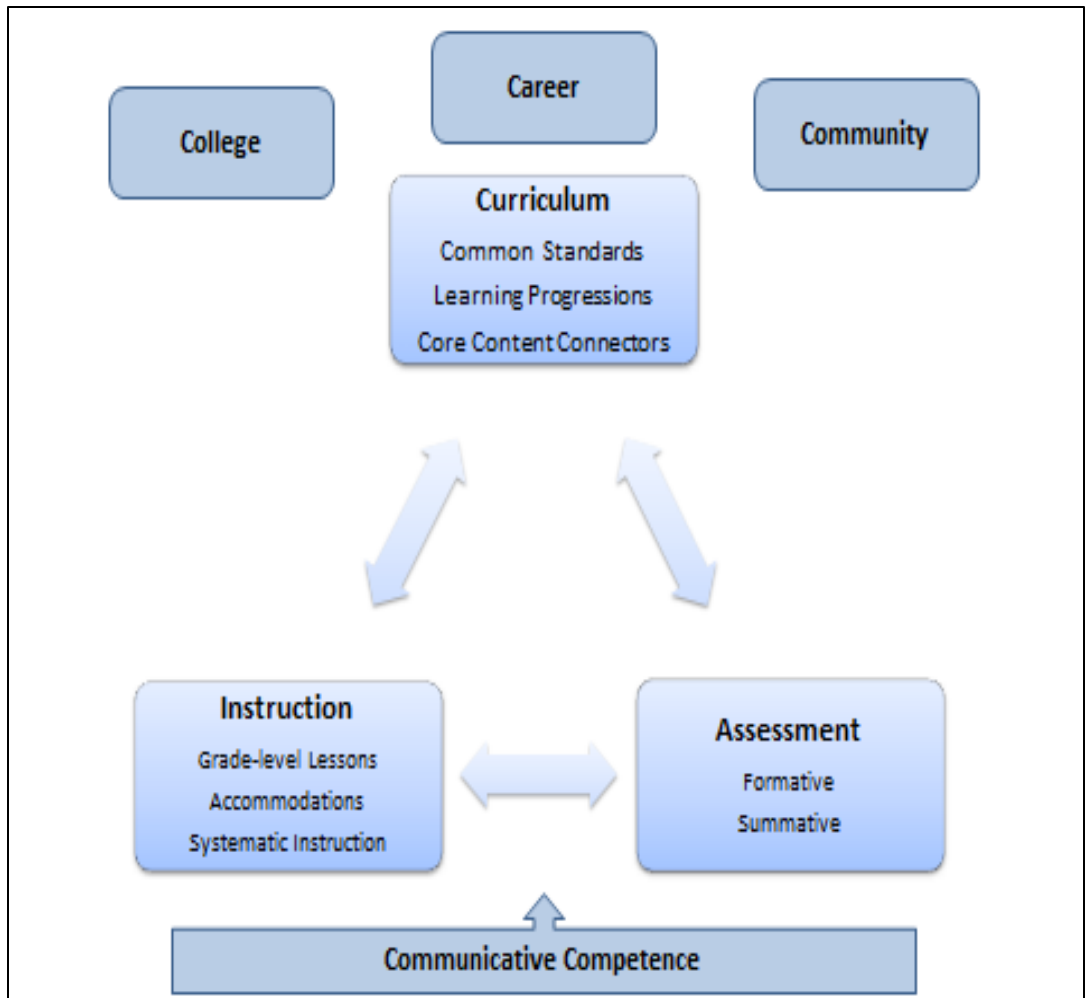 College
Career
Community
Curriculum
Common Standards
Learning Progressions
Core Content Connectors
Instruction
Grade-level Lessons
Accommodations
Systematic Instruction
Assessment
Formative
Summative
Communicative Competence